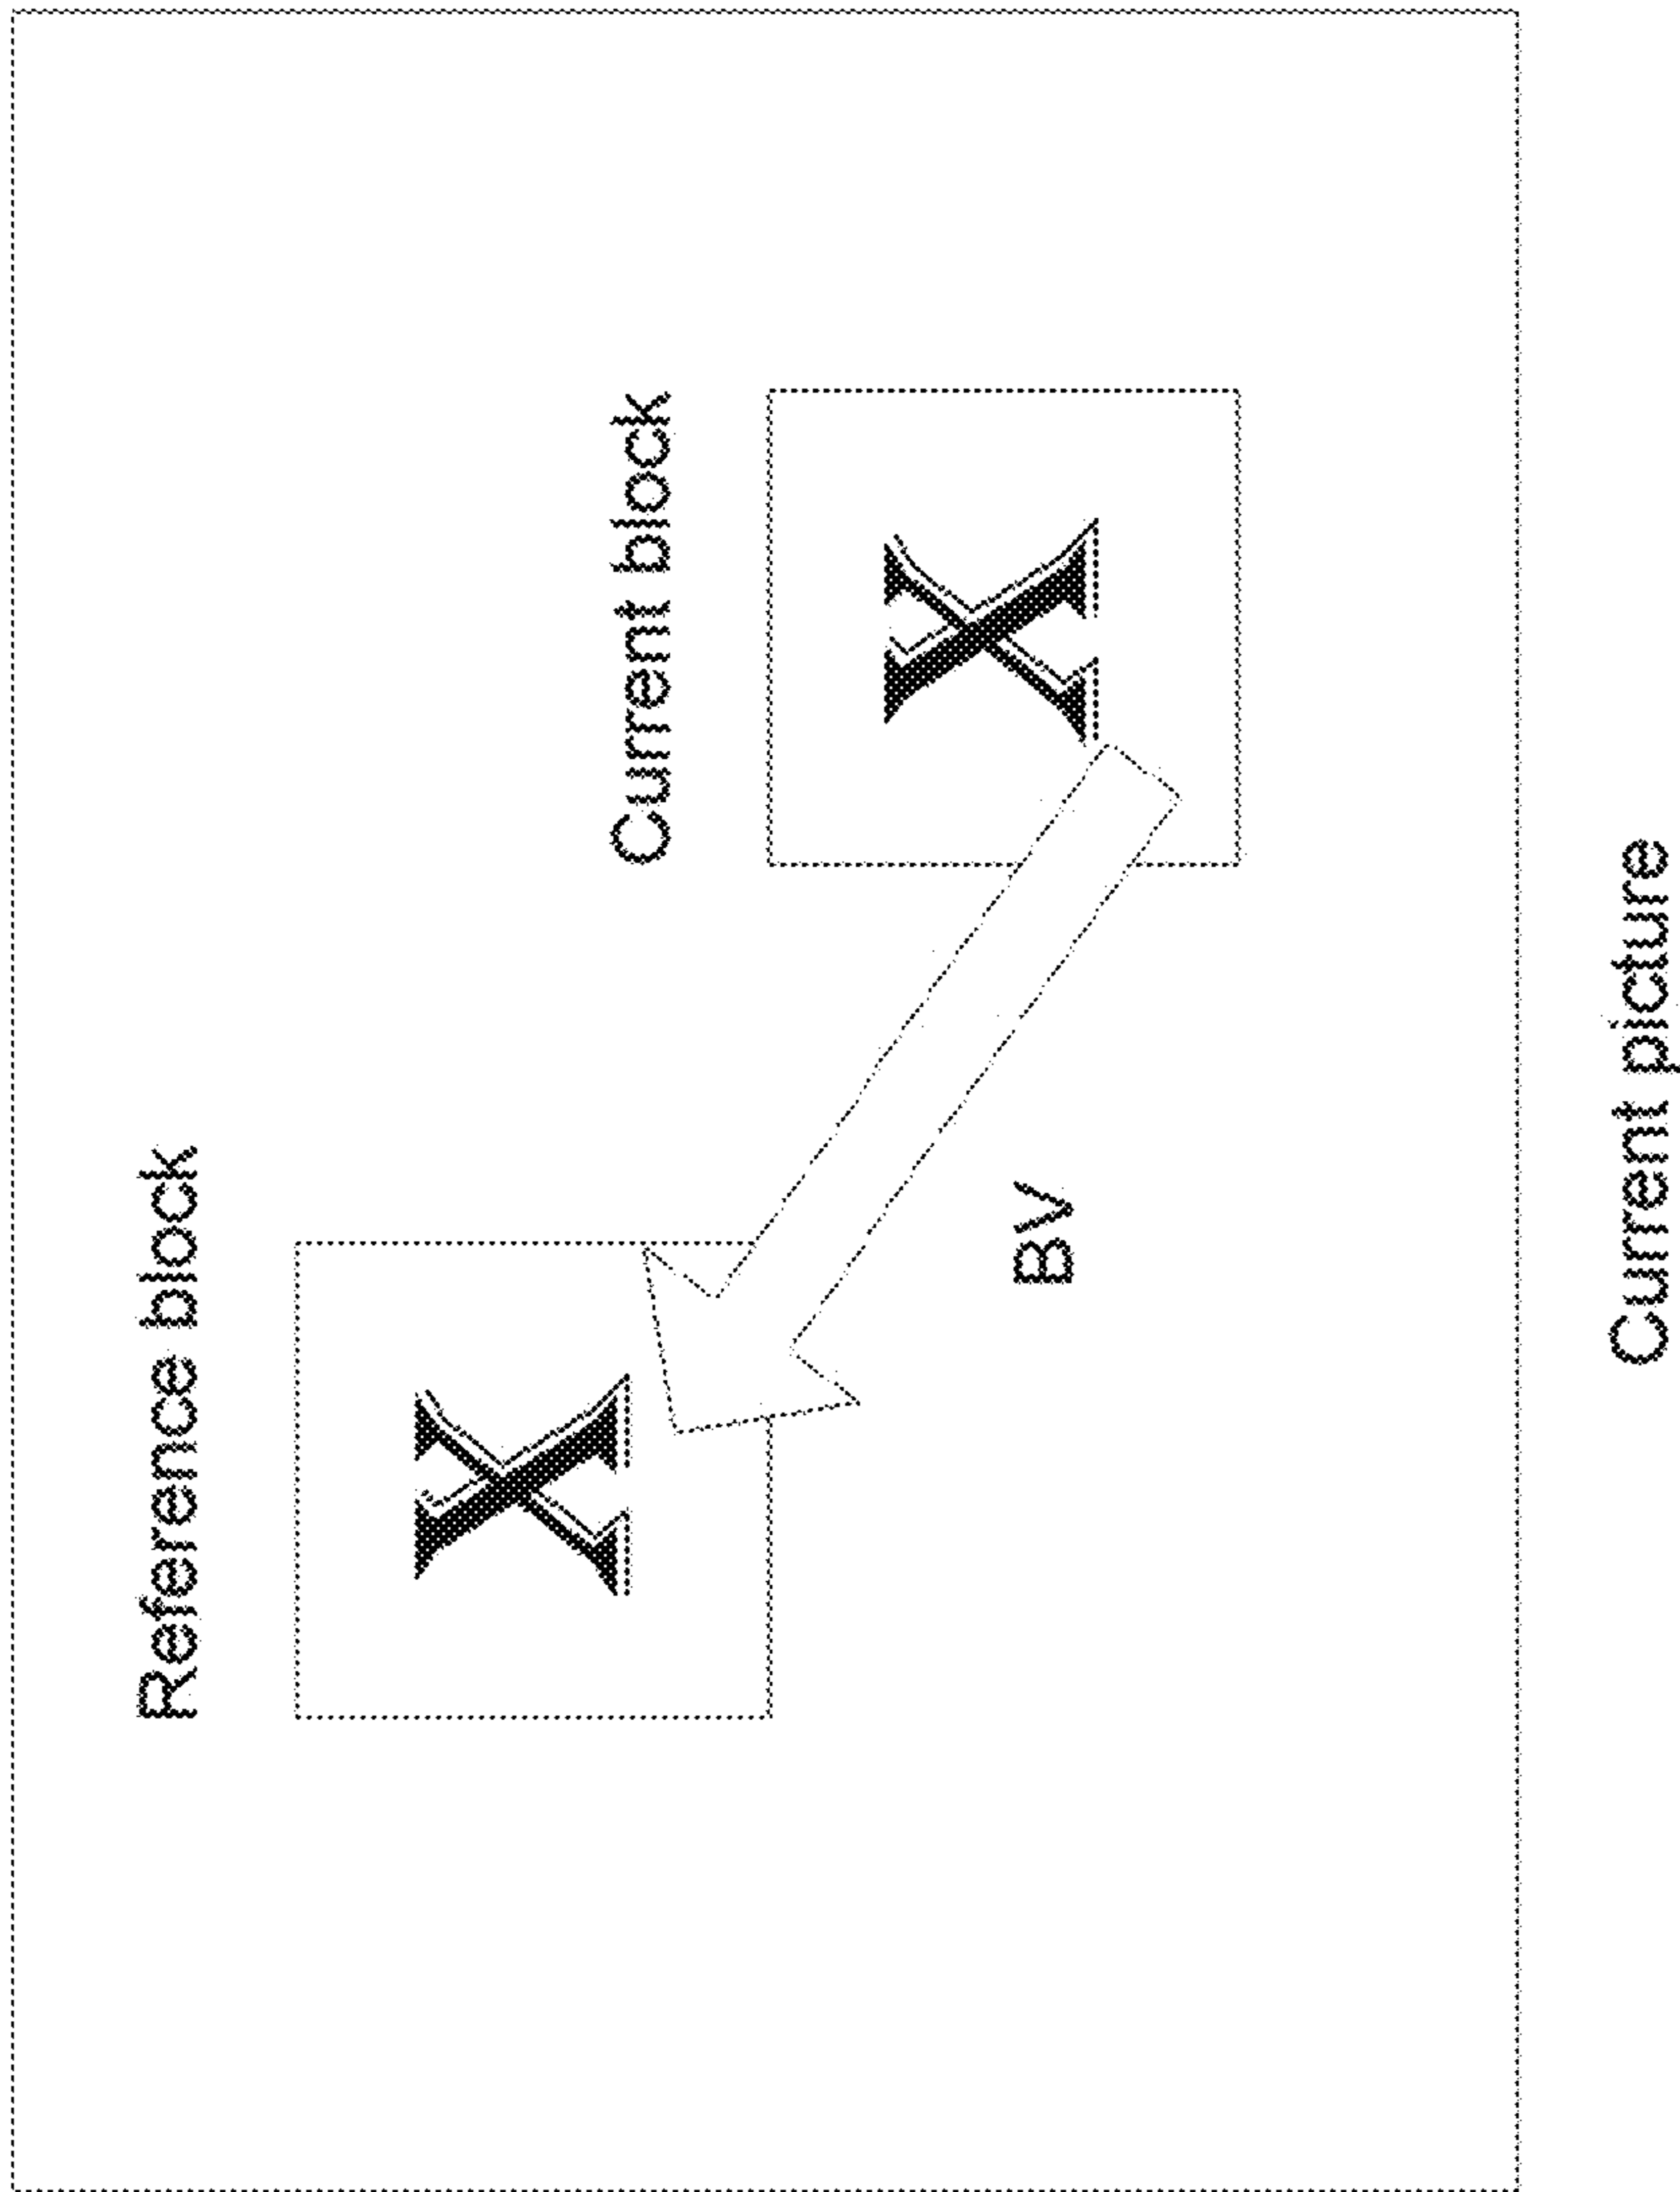 Reference block
Current block
X
X
BV
Current picture